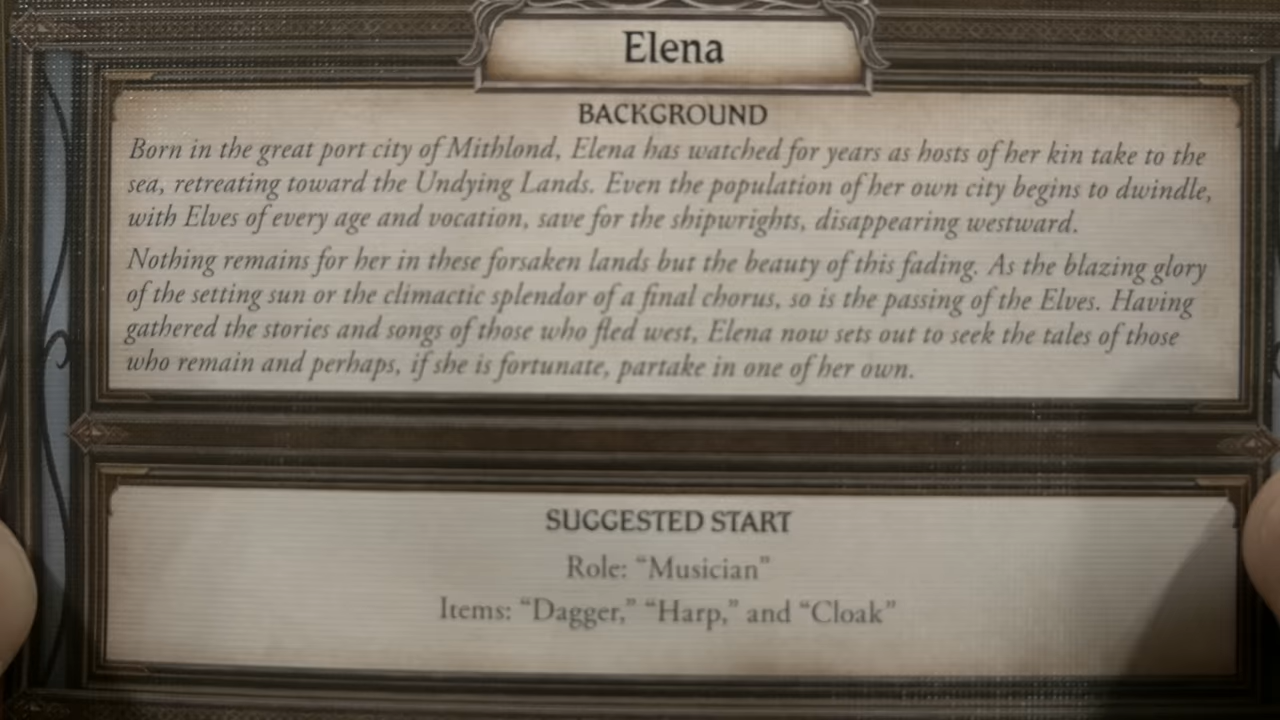 Elena
BACKGROUND
Born in the great port city of Mithlond, Elena has watched for years as hosts of her kin take to the
sea, retreating toward the Undying Lands. Even the population of her own city begins to dwindle,
with Elves of every age and vocation, save for the shipwrights, disappearing westward.
Nothing remains for her in these forsaken lands but the beauty of this fading. As the blazing glory
of the setting sun or the climactic splendor of a final chorus, so is the passing of the Elves. Having
gathered the stories and songs of those who fled west, Elena now sets out to seek the tales of those
who remain and perhaps, if she is fortunate, partake in one of her own.
SUGGESTED START
Role: “Musician”
Items: “Dagger,” “Harp,” and “Cloak”